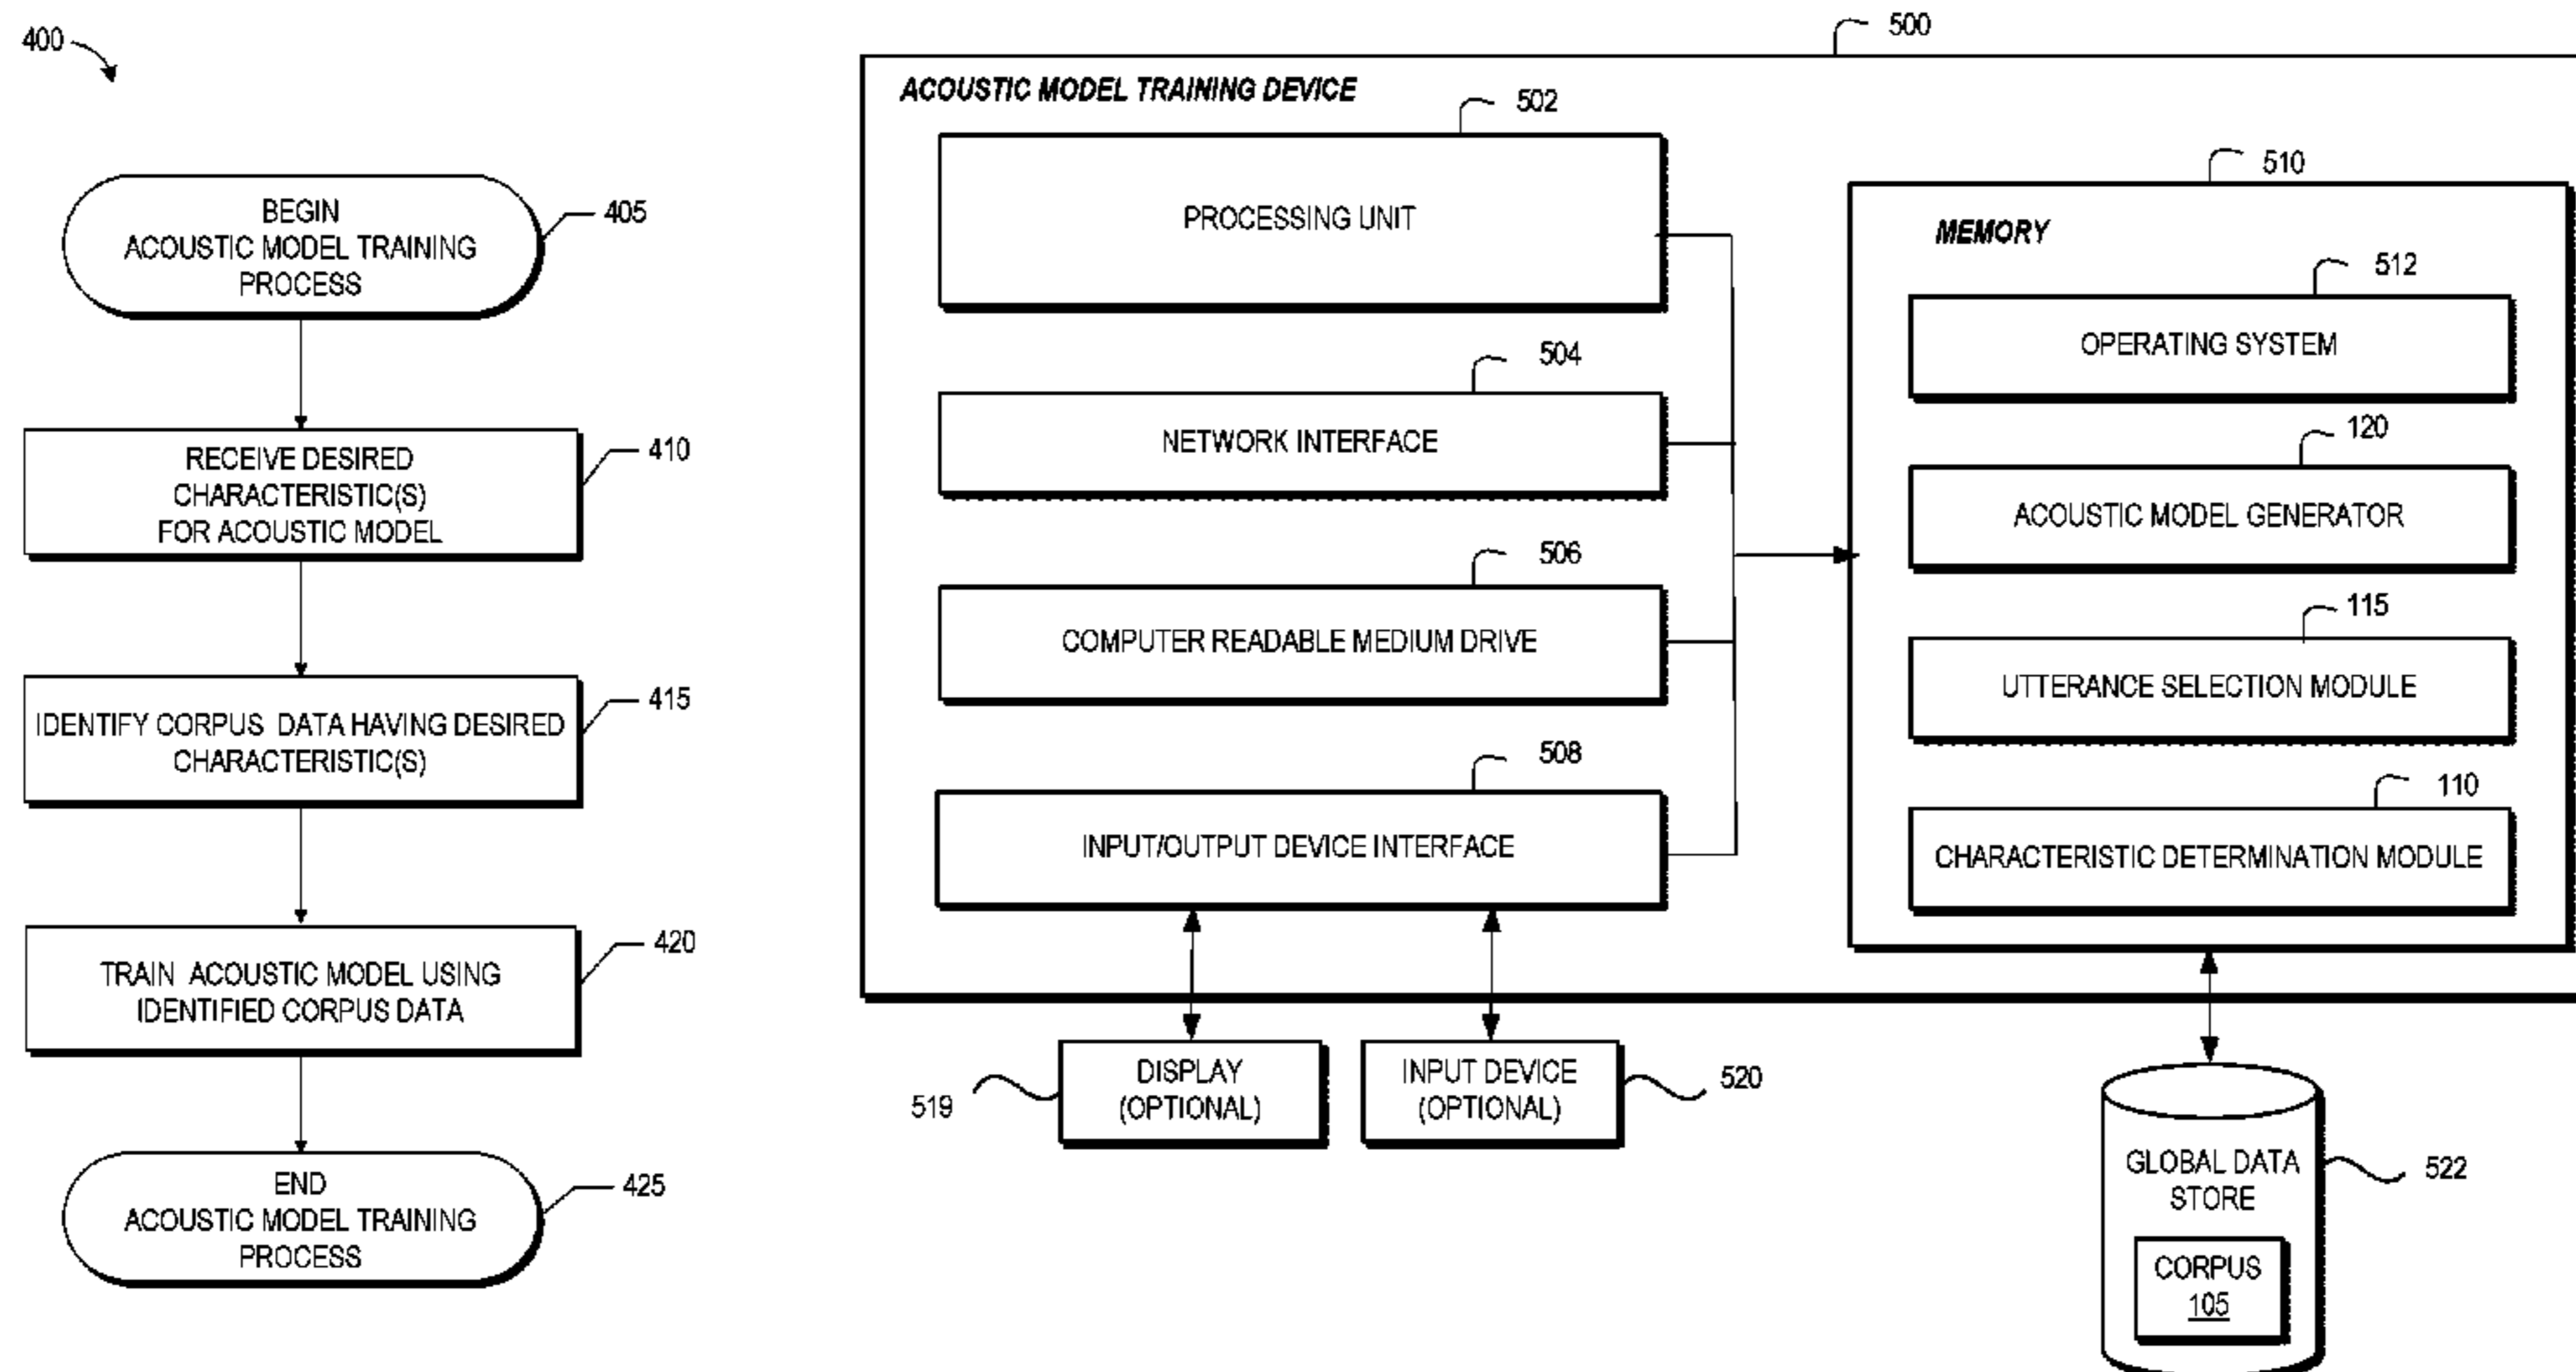 400
BEGIN
ACOUSTIC MODEL TRAINING
PROCESS
405
RECEIVE DESIRED
CHARACTERISTIC(S)
FOR ACOUSTIC MODEL
410
IDENTIFY CORPUS DATA HAVING DESIRED
CHARACTERISTIC(S)
415
TRAIN ACOUSTIC MODEL USING
IDENTIFIED CORPUS DATA
420
END
ACOUSTIC MODEL TRAINING
PROCESS
425
500
ACOUSTIC MODEL TRAINING DEVICE
502
PROCESSING UNIT
504
NETWORK INTERFACE
506
COMPUTER READABLE MEDIUM DRIVE
508
INPUT/OUTPUT DEVICE INTERFACE
510
MEMORY
512
OPERATING SYSTEM
120
ACOUSTIC MODEL GENERATOR
115
UTTERANCE SELECTION MODULE
110
CHARACTERISTIC DETERMINATION MODULE
519
DISPLAY
(OPTIONAL)
INPUT DEVICE
(OPTIONAL)
520
GLOBAL DATA
STORE
522
CORPUS
105